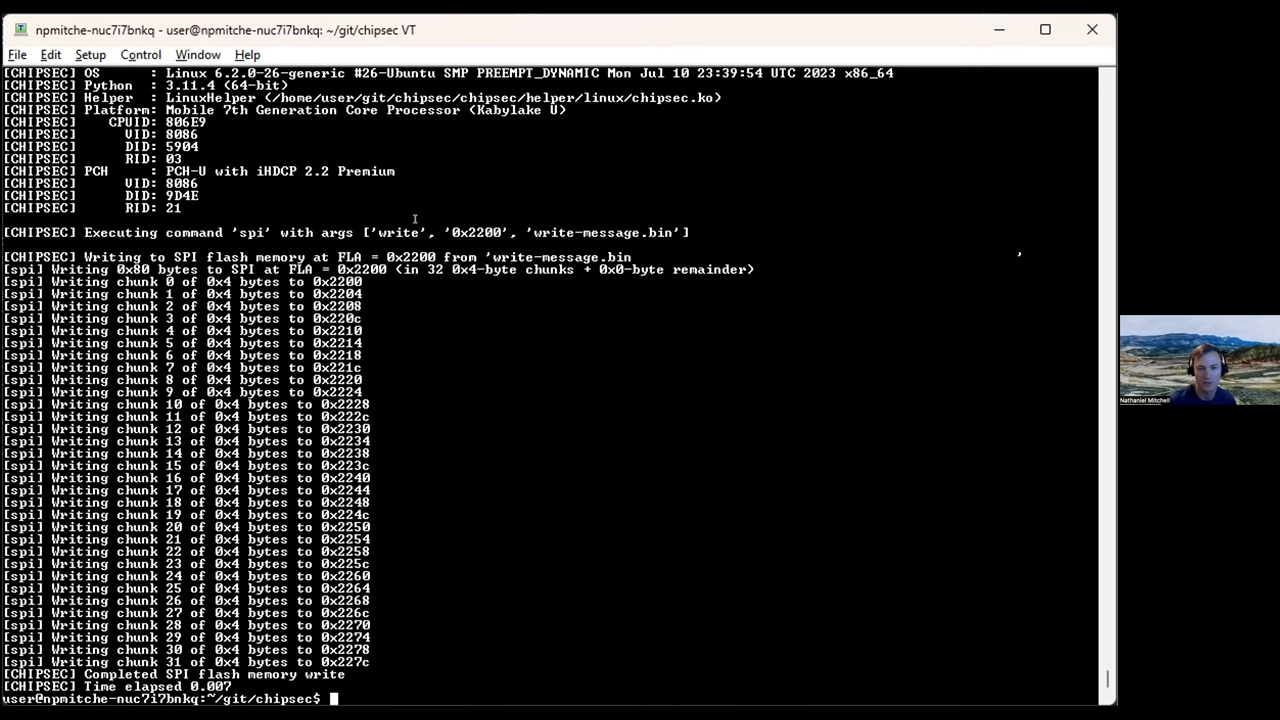 npmitche-nuc7i7bnkq - user@npmitche-nuc7i7bnkq: ~/git/chipsec VT
File Edit Setup Control Window Help
[CHIPSEC] OS      : Linux 6.2.0-26-generic #26-Ubuntu SMP PREEMPT_DYNAMIC Mon Jul 10 23:39:54 UTC 2023 x86_64
[CHIPSEC] Python  : 3.11.4 (64-bit)
[CHIPSEC] Helper  : LinuxHelper (/home/user/git/chipsec/chipsec/helper/linux/chipsec.ko)
[CHIPSEC] Platform: Mobile 7th Generation Core Processor (Kabylake U)
[CHIPSEC]    CPUID: 806E9
[CHIPSEC]      VID: 8086
[CHIPSEC]      DID: 5904
[CHIPSEC]      RID: 03
[CHIPSEC] PCH     : PCH-U with iHDCP 2.2 Premium
[CHIPSEC]      VID: 8086
[CHIPSEC]      DID: 9D4E
[CHIPSEC]      RID: 21
[CHIPSEC] Executing command 'spi' with args ['write', '0x2200', 'write-message.bin']
[CHIPSEC] Writing to SPI flash memory at FLA = 0x2200 from 'write-message.bin '
[spi] Writing 0x80 bytes to SPI at FLA = 0x2200 (in 32 0x4-byte chunks + 0x0-byte remainder)
[spi] Writing chunk 0 of 0x4 bytes to 0x2200
[spi] Writing chunk 1 of 0x4 bytes to 0x2204
[spi] Writing chunk 2 of 0x4 bytes to 0x2208
[spi] Writing chunk 3 of 0x4 bytes to 0x220c
[spi] Writing chunk 4 of 0x4 bytes to 0x2210
[spi] Writing chunk 5 of 0x4 bytes to 0x2214
[spi] Writing chunk 6 of 0x4 bytes to 0x2218
[spi] Writing chunk 7 of 0x4 bytes to 0x221c
[spi] Writing chunk 8 of 0x4 bytes to 0x2220
[spi] Writing chunk 9 of 0x4 bytes to 0x2224
[spi] Writing chunk 10 of 0x4 bytes to 0x2228
[spi] Writing chunk 11 of 0x4 bytes to 0x222c
[spi] Writing chunk 12 of 0x4 bytes to 0x2230
[spi] Writing chunk 13 of 0x4 bytes to 0x2234
[spi] Writing chunk 14 of 0x4 bytes to 0x2238
[spi] Writing chunk 15 of 0x4 bytes to 0x223c
[spi] Writing chunk 16 of 0x4 bytes to 0x2240
[spi] Writing chunk 17 of 0x4 bytes to 0x2244
[spi] Writing chunk 18 of 0x4 bytes to 0x2248
[spi] Writing chunk 19 of 0x4 bytes to 0x224c
[spi] Writing chunk 20 of 0x4 bytes to 0x2250
[spi] Writing chunk 21 of 0x4 bytes to 0x2254
[spi] Writing chunk 22 of 0x4 bytes to 0x2258
[spi] Writing chunk 23 of 0x4 bytes to 0x225c
[spi] Writing chunk 24 of 0x4 bytes to 0x2260
[spi] Writing chunk 25 of 0x4 bytes to 0x2264
[spi] Writing chunk 26 of 0x4 bytes to 0x2268
[spi] Writing chunk 27 of 0x4 bytes to 0x226c
[spi] Writing chunk 28 of 0x4 bytes to 0x2270
[spi] Writing chunk 29 of 0x4 bytes to 0x2274
[spi] Writing chunk 30 of 0x4 bytes to 0x2278
[spi] Writing chunk 31 of 0x4 bytes to 0x227c
[CHIPSEC] Completed SPI flash memory write
[CHIPSEC] Time elapsed 0.007
user@npmitche-nuc7i7bnkq:~/git/chipsec$
Nathaniel Mitchell